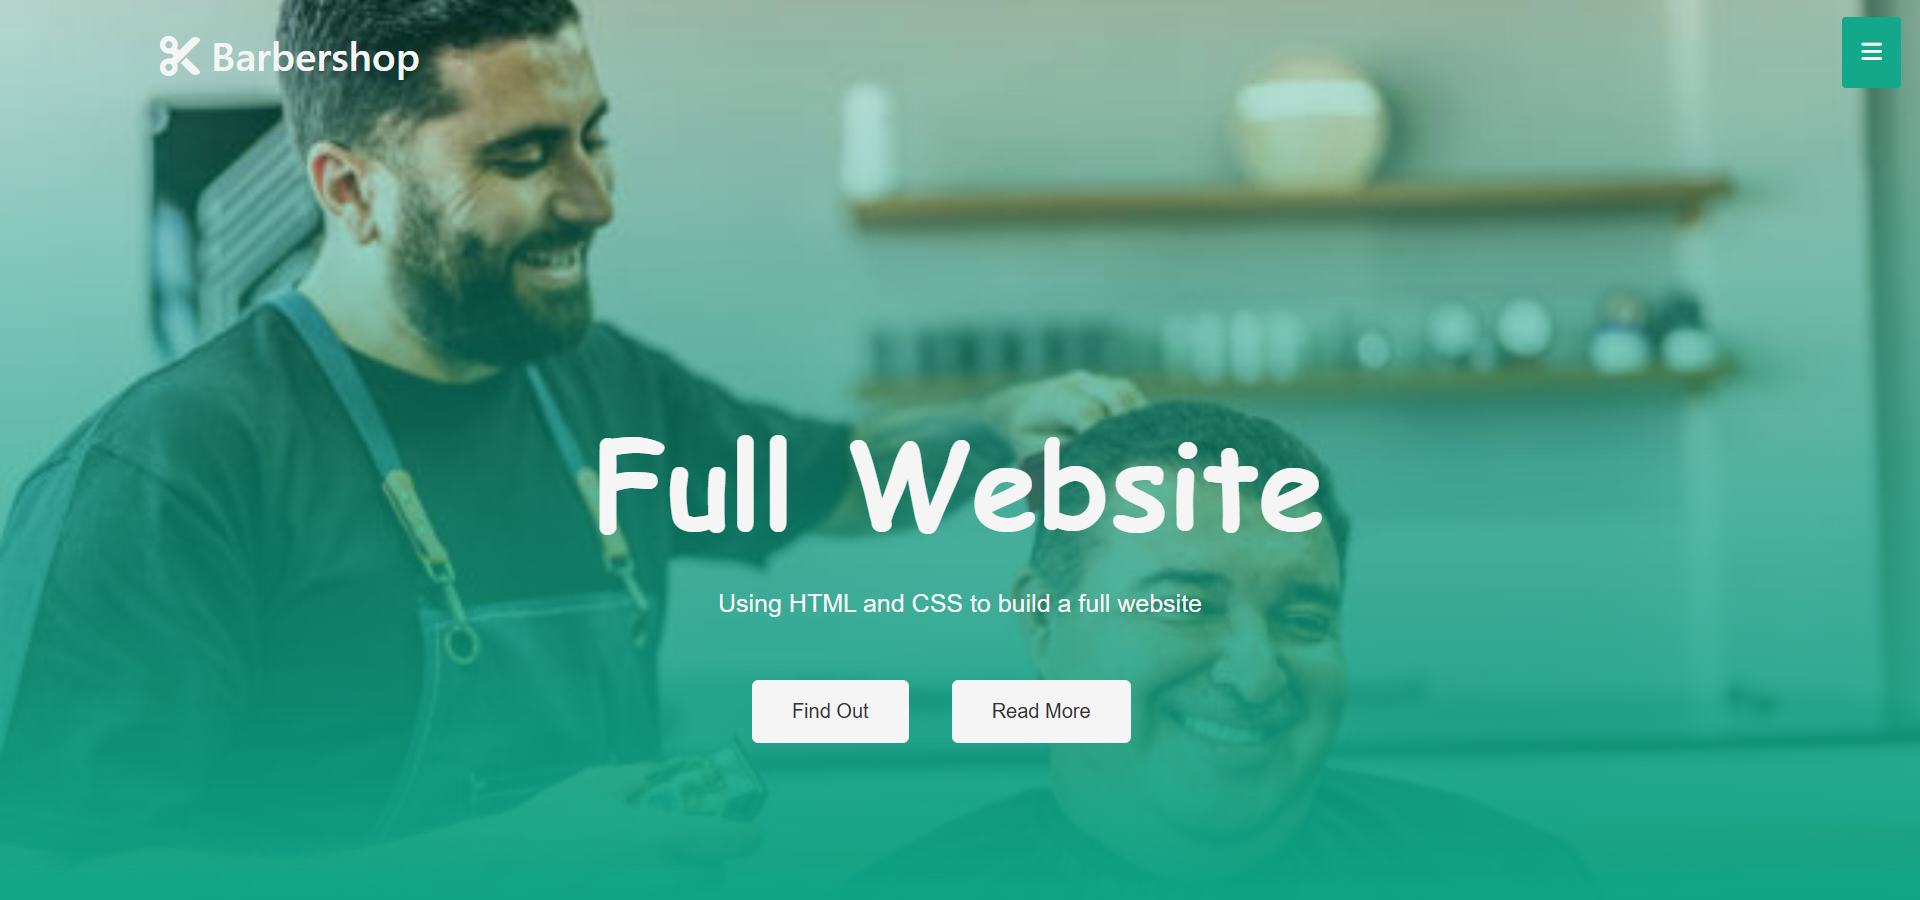 Barbershop
Full Website
Using HTML and CSS to build a full website
Find Out
Read More